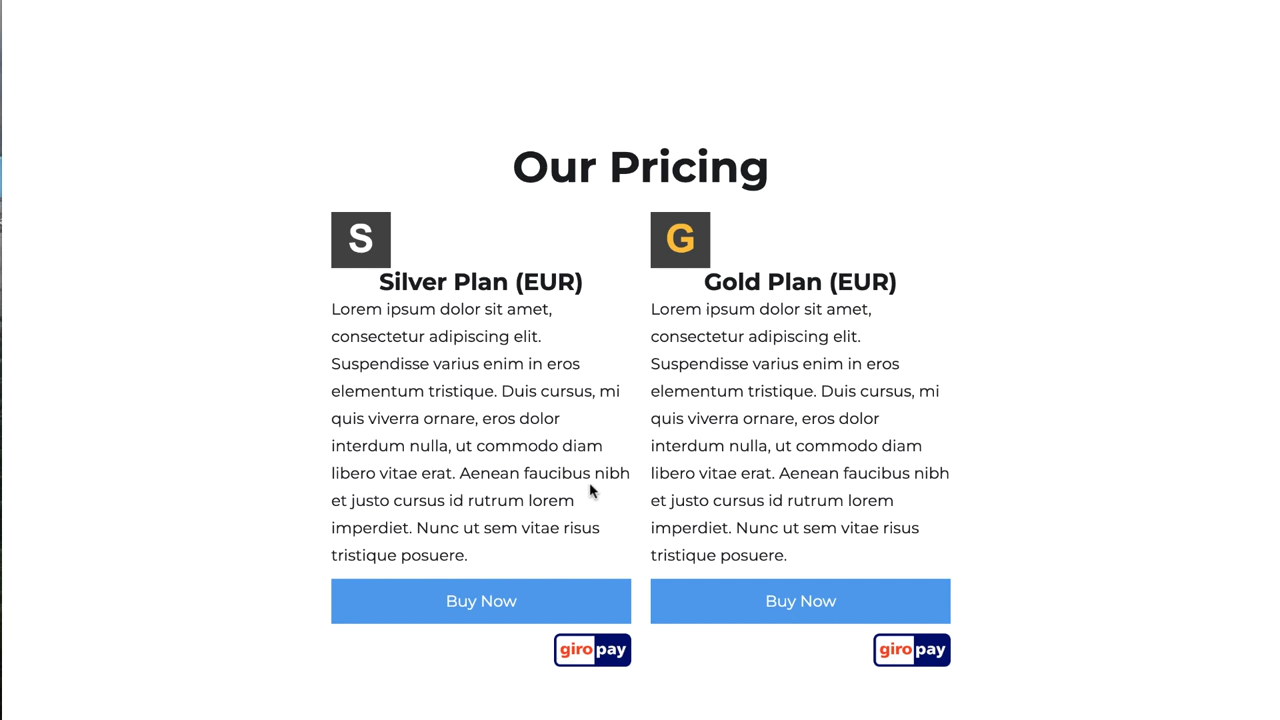 Our Pricing
S
Silver Plan (EUR)
Lorem ipsum dolor sit amet,
consectetur adipiscing elit.
Suspendisse varius enim in eros
elementum tristique. Duis cursus, mi
quis viverra ornare, eros dolor
interdum nulla, ut commodo diam
libero vitae erat. Aenean faucibus nibh
et justo cursus id rutrum lorem
imperdiet. Nunc ut sem vitae risus
tristique posuere.
Buy Now
giropay
G
Gold Plan (EUR)
Lorem ipsum dolor sit amet,
consectetur adipiscing elit.
Suspendisse varius enim in eros
elementum tristique. Duis cursus, mi
quis viverra ornare, eros dolor
interdum nulla, ut commodo diam
libero vitae erat. Aenean faucibus nibh
et justo cursus id rutrum lorem
imperdiet. Nunc ut sem vitae risus
tristique posuere.
Buy Now
giropay